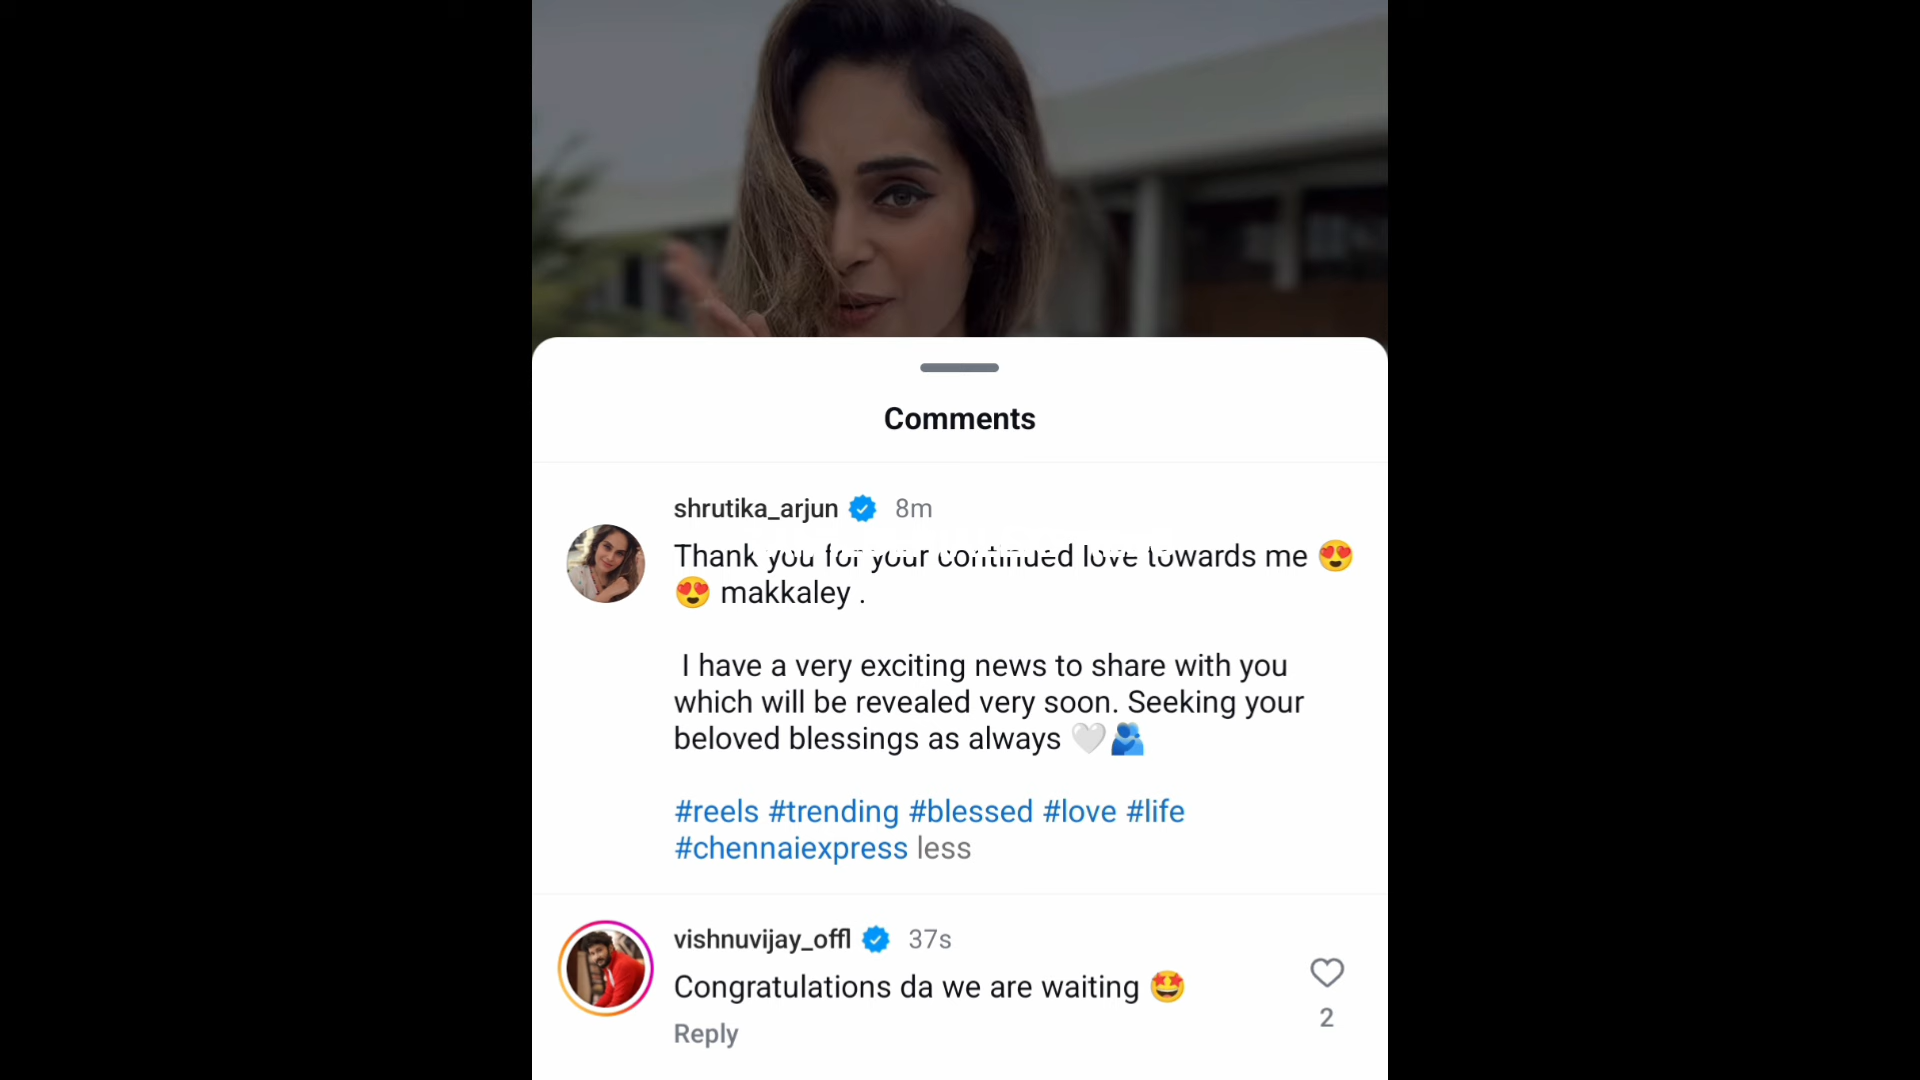 Comments
shrutika_arjun 8m
Thank you for your continued love towards me 😍
😍 makkaley .
I have a very exciting news to share with you
which will be revealed very soon. Seeking your
beloved blessings as always 🤍🫂
#reels #trending #blessed #love #life
#chennaiexpress less
vishnuvijay_offl 37s
Congratulations da we are waiting 🤩
2
Reply